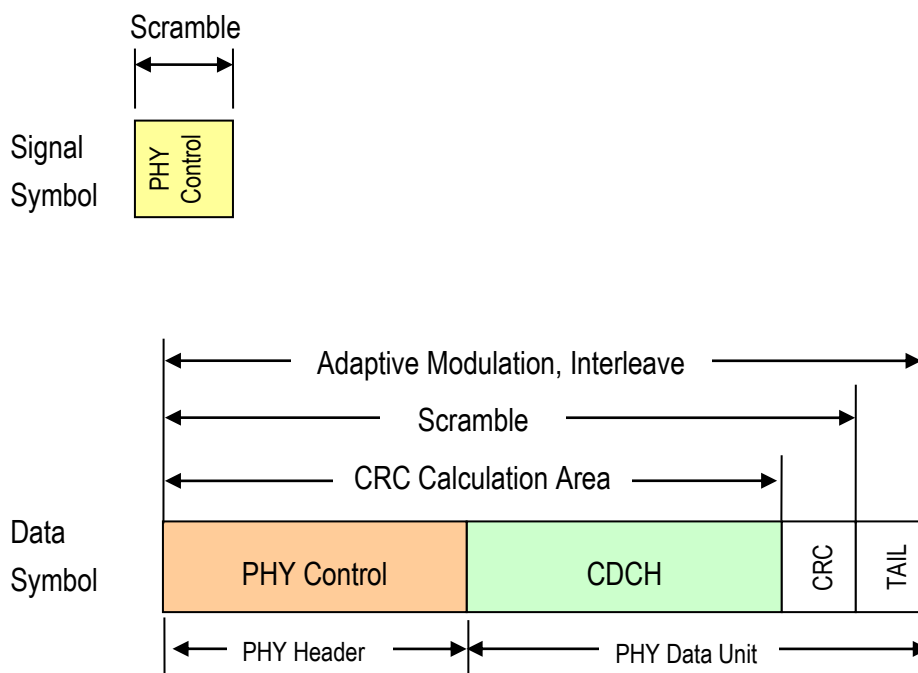 Scramble
Signal
Symbol
PHY
Control
Adaptive Modulation, Interleave
Scramble
CRC Calculation Area
Data
Symbol
PHY Control
CDCH
CRC
TAIL
PHY Header
PHY Data Unit